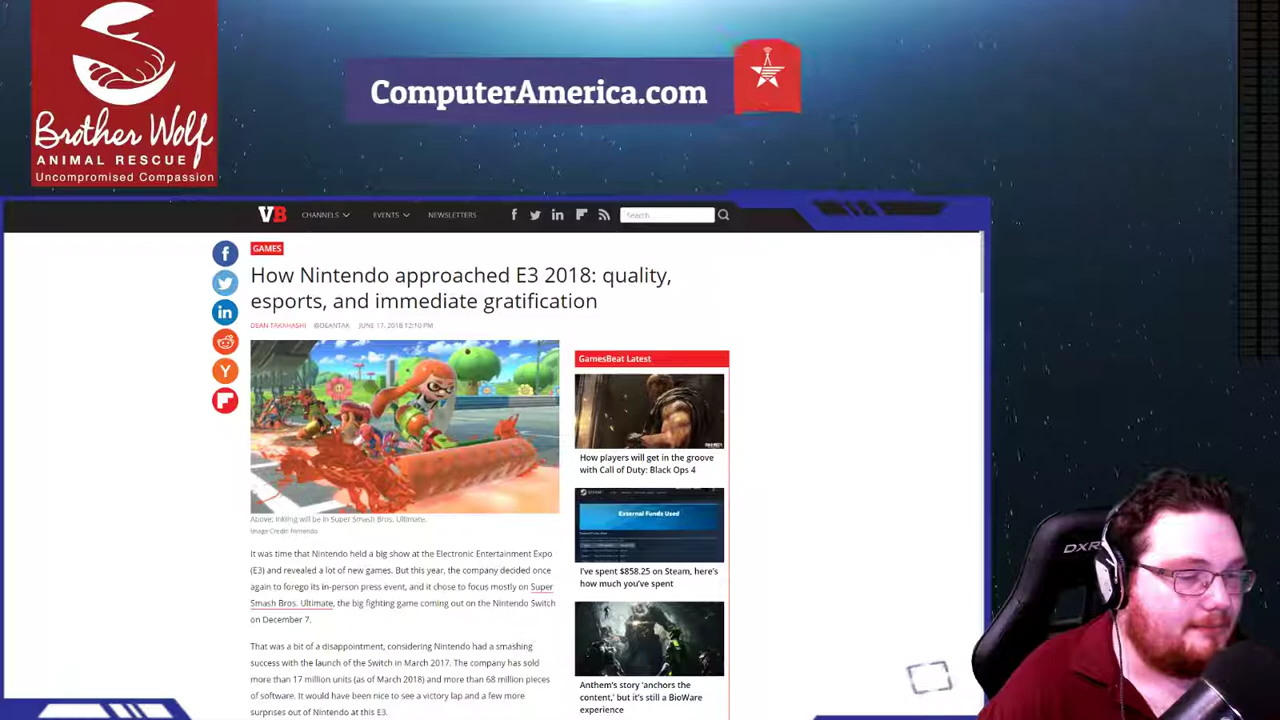 Brother Wolf
ANIMAL RESCUE
Uncompromised Compassion
ComputerAmerica.com
VB CHANNELS EVENTS NEWSLETTERS Search
GAMES
How Nintendo approached E3 2018: quality,
esports, and immediate gratification
DEAN TAKAHASHI @DEANTAK JUNE 17, 2018 12:10 PM
Above: Inkling will be in Super Smash Bros. Ultimate.
Image Credit: Nintendo
It was time that Nintendo held a big show at the Electronic Entertainment Expo
(E3) and revealed a lot of new games. But this year, the company decided once
again to forego its in-person press event, and it chose to focus mostly on Super
Smash Bros. Ultimate, the big fighting game coming out on the Nintendo Switch
on December 7.
That was a bit of a disappointment, considering Nintendo had a smashing
success with the launch of the Switch in March 2017. The company has sold
more than 17 million units (as of March 2018) and more than 68 million pieces
of software. It would have been nice to see a victory lap and a few more
surprises out of Nintendo at this E3.
GamesBeat Latest
How players will get in the groove
with Call of Duty: Black Ops 4
External Funds Used
I've spent $858.25 on Steam, here's
how much you've spent
Anthem's story 'anchors the
content,' but it's still a BioWare
experience
DXR